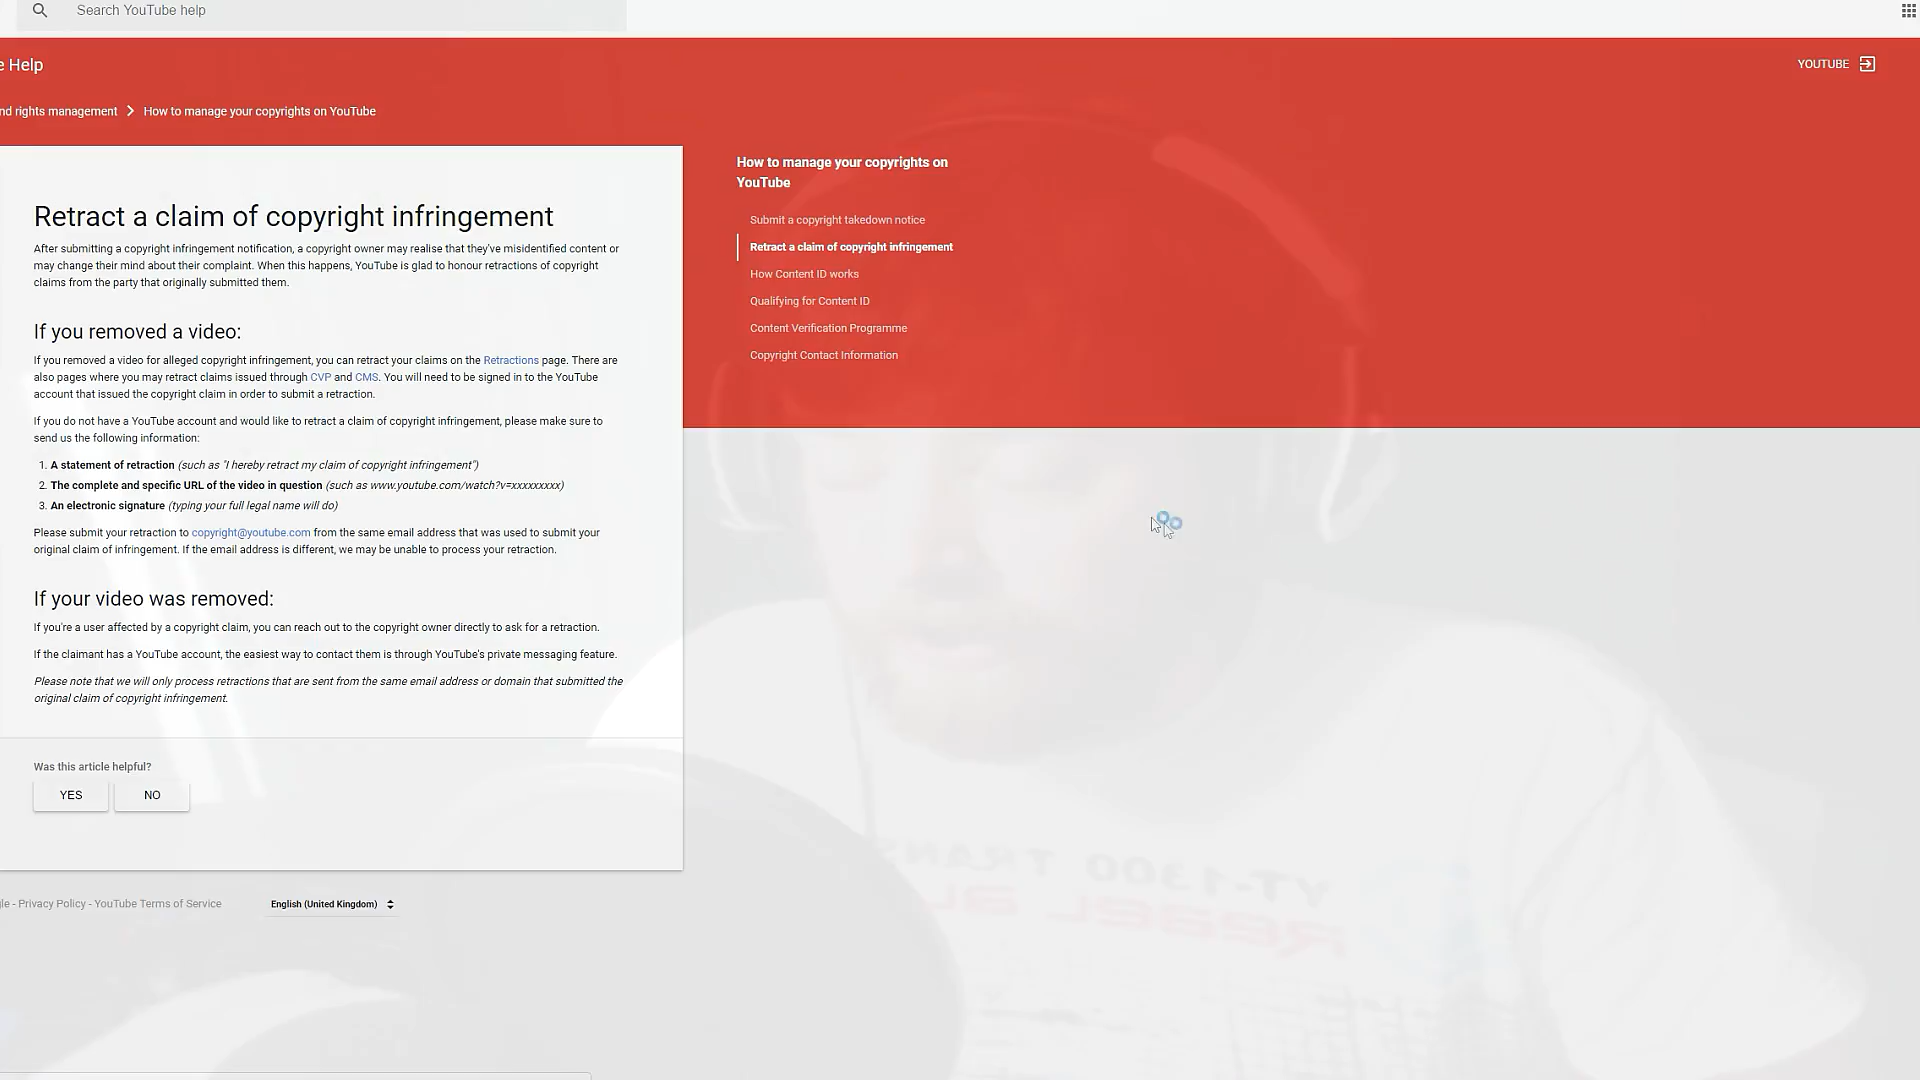 Search YouTube help
e Help
YOUTUBE
nd rights management
How to manage your copyrights on YouTube
Retract a claim of copyright infringement
After submitting a copyright infringement notification, a copyright owner may realise that they've misidentified content or
may change their mind about their complaint. When this happens, YouTube is glad to honour retractions of copyright
claims from the party that originally submitted them.
If you removed a video:
If you removed a video for alleged copyright infringement, you can retract your claims on the Retractions page. There are
also pages where you may retract claims issued through CVP and CMS. You will need to be signed in to the YouTube
account that issued the copyright claim in order to submit a retraction.
If you do not have a YouTube account and would like to retract a claim of copyright infringement, please make sure to
send us the following information:
1. A statement of retraction (such as "I hereby retract my claim of copyright infringement")
2. The complete and specific URL of the video in question (such as www.youtube.com/watch?v=xxxxxxxxx)
3. An electronic signature (typing your full legal name will do)
Please submit your retraction to copyright@youtube.com from the same email address that was used to submit your
original claim of infringement. If the email address is different, we may be unable to process your retraction.
If your video was removed:
If you're a user affected by a copyright claim, you can reach out to the copyright owner directly to ask for a retraction.
If the claimant has a YouTube account, the easiest way to contact them is through YouTube's private messaging feature.
Please note that we will only process retractions that are sent from the same email address or domain that submitted the
original claim of copyright infringement.
Was this article helpful?
YES
NO
le - Privacy Policy - YouTube Terms of Service
English (United Kingdom)
How to manage your copyrights on
YouTube
Submit a copyright takedown notice
Retract a claim of copyright infringement
How Content ID works
Qualifying for Content ID
Content Verification Programme
Copyright Contact Information
YT-1300 TRANS
REBEL